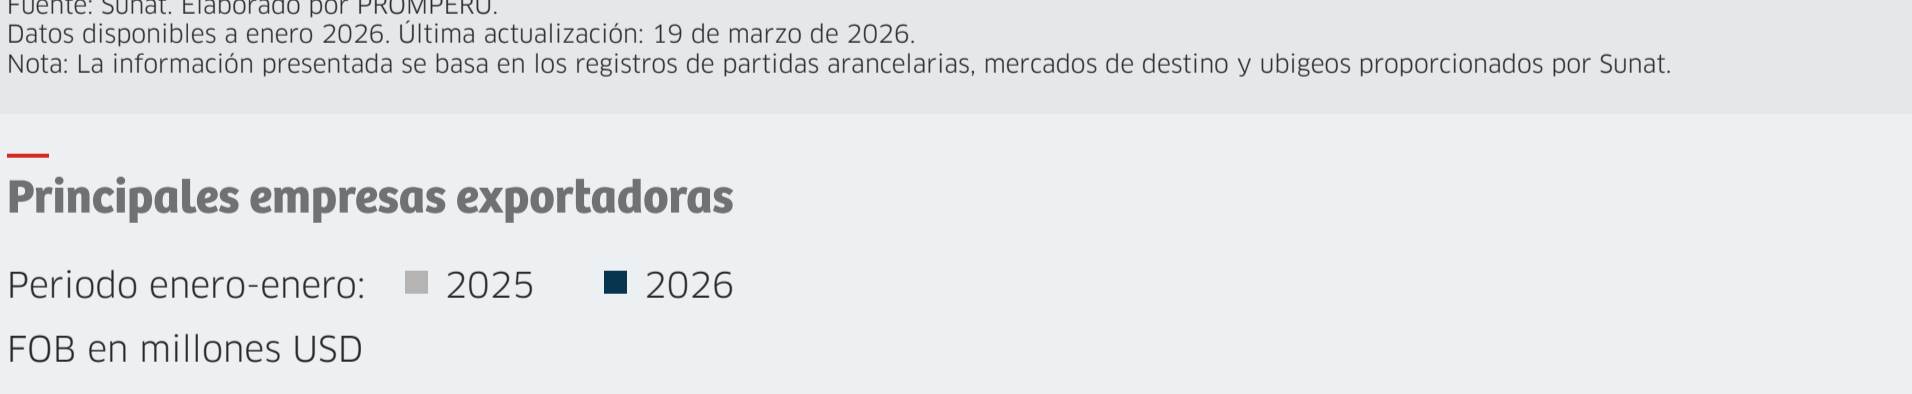 Fuente: Sunat. Elaborado por PROMPERÚ.
Datos disponibles a enero 2026. Última actualización: 19 de marzo de 2026.
Nota: La información presentada se basa en los registros de partidas arancelarias, mercados de destino y ubigeos proporcionados por Sunat.
Principales empresas exportadoras
Periodo enero-enero: 2025 2026
FOB en millones USD